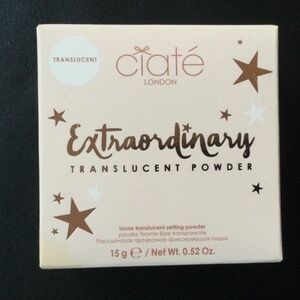 TRANSLUCENT
ciaté
LONDON
Extraordinary
TRANSLUCENT POWDER
loose translucent setting powder
poudre fixante libre transparente
Рассыпчатая прозрачная фиксирующая пудра
15 g ℮ / Net Wt. 0.52 Oz.